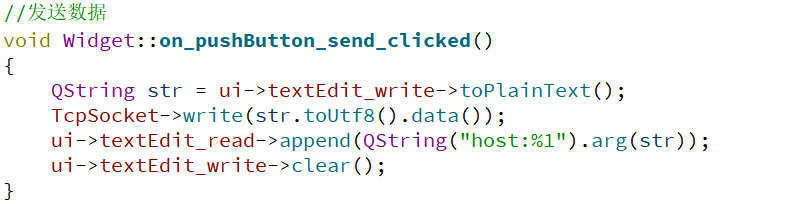 //发送数据
void Widget::on_pushButton_send_clicked()
{
    QString str = ui->textEdit_write->toPlainText();
    TcpSocket->write(str.toUtf8().data());
    ui->textEdit_read->append(QString("host:%1").arg(str));
    ui->textEdit_write->clear();
}